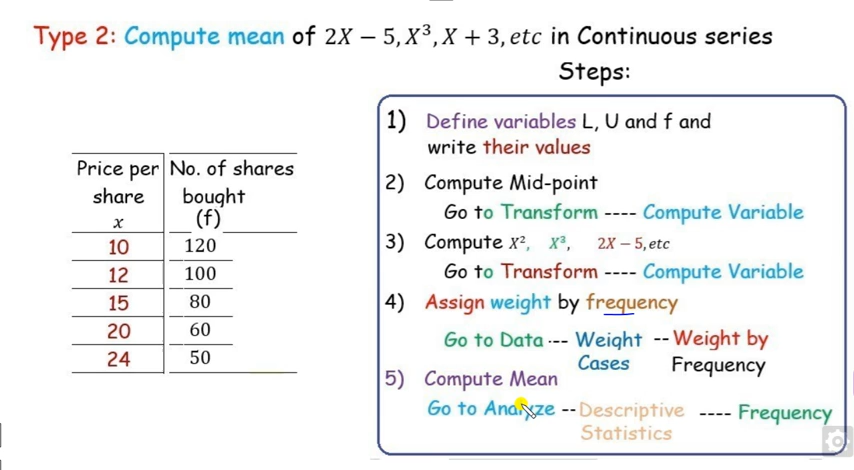 Type 2: Compute mean of 2X − 5, X³, X + 3, etc in Continuous series
Steps:
Price per share x | No. of shares bought (f)
10 | 120
12 | 100
15 | 80
20 | 60
24 | 50
1) Define variables L, U and f and
write their values
2) Compute Mid-point
Go to Transform ---- Compute Variable
3) Compute X², X³, 2X − 5, etc
Go to Transform ---- Compute Variable
4) Assign weight by frequency
Go to Data --- Weight Cases -- Weight by Frequency
5) Compute Mean
Go to Analyze -- Descriptive Statistics ---- Frequency